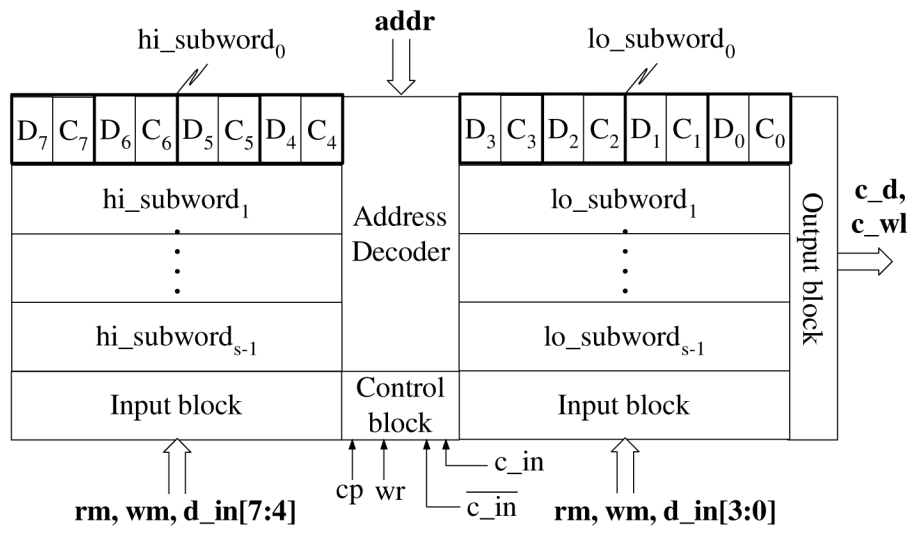 addr
hi_subword0
lo_subword0
D7 C7 D6 C6 D5 C5 D4 C4
D3 C3 D2 C2 D1 C1 D0 C0
hi_subword1
Address
Decoder
lo_subword1
Output block
c_d,
c_wl
hi_subwords-1
lo_subwords-1
Input block
Control
block
Input block
cp
wr
c_in
c_in
rm, wm, d_in[7:4]
rm, wm, d_in[3:0]